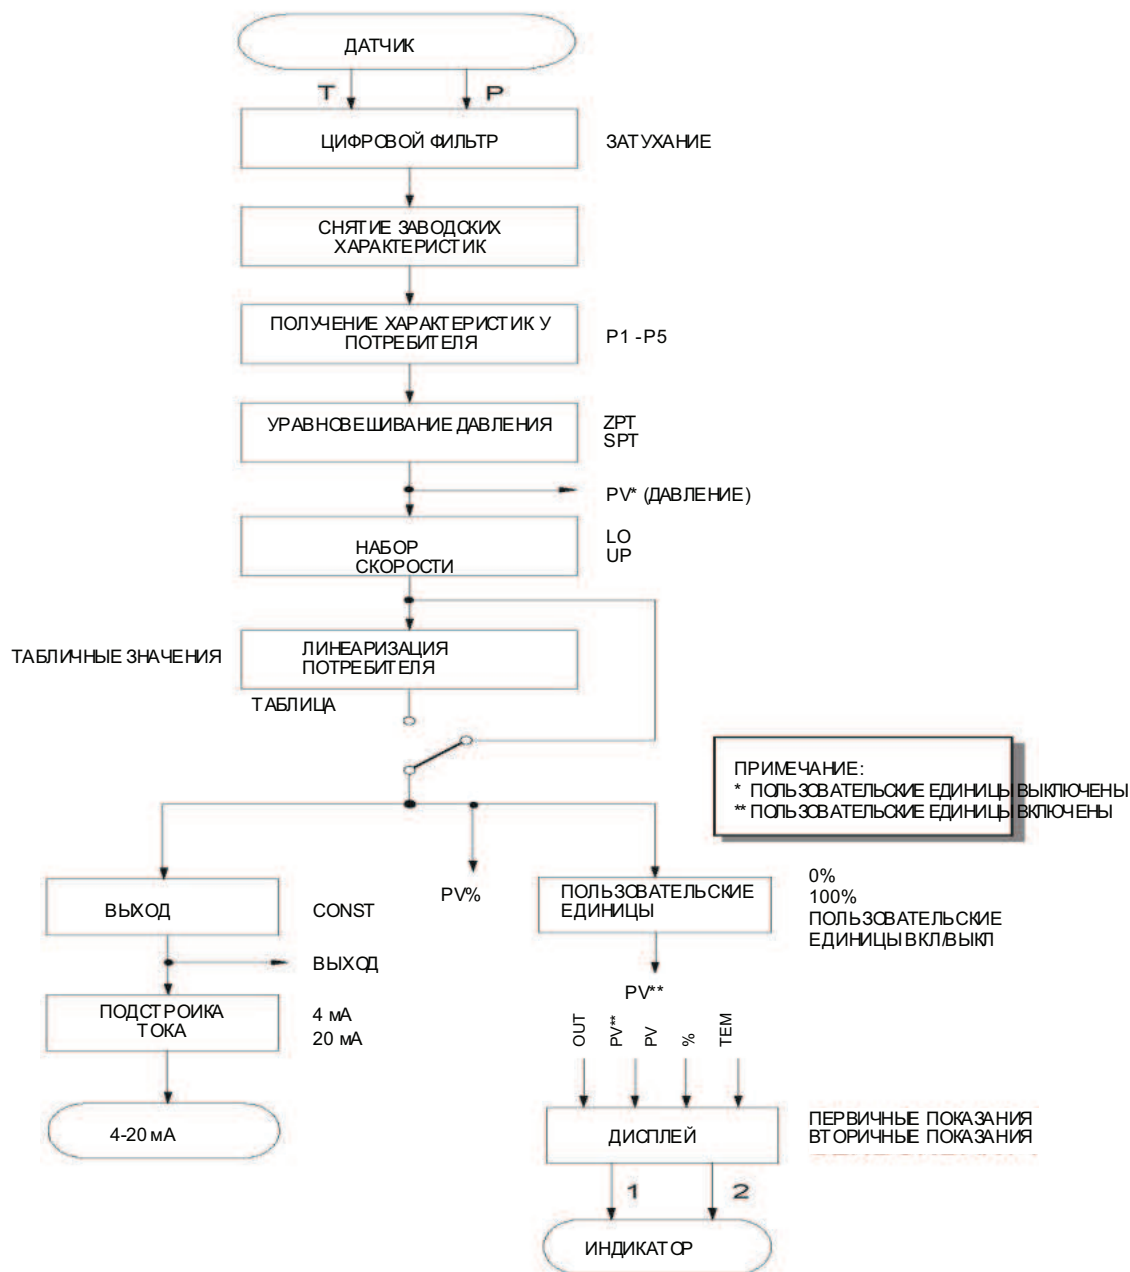 ДАТЧИК
T P
ЦИФРОВОЙ ФИЛЬТР
ЗАТУХАНИЕ
СНЯТИЕ ЗАВОДСКИХ
ХАРАКТЕРИСТИК
ПОЛУЧЕНИЕ ХАРАКТЕРИСТИК У
ПОТРЕБИТЕЛЯ
P1 - P5
УРАВНОВЕШИВАНИЕ ДАВЛЕНИЯ
ZPT
SPT
PV* (ДАВЛЕНИЕ)
НАБОР
СКОРОСТИ
LO
UP
ТАБЛИЧНЫЕ ЗНАЧЕНИЯ
ЛИНЕАРИЗАЦИЯ
ПОТРЕБИТЕЛЯ
ТАБЛИЦА
ПРИМЕЧАНИЕ:
* ПОЛЬЗОВАТЕЛЬСКИЕ ЕДИНИЦЫ ВЫКЛЮЧЕНЫ
** ПОЛЬЗОВАТЕЛЬСКИЕ ЕДИНИЦЫ ВКЛЮЧЕНЫ
ВЫХОД
CONST
PV%
ПОЛЬЗОВАТЕЛЬСКИЕ
ЕДИНИЦЫ
0%
100%
ПОЛЬЗОВАТЕЛЬСКИЕ
ЕДИНИЦЫ ВКЛ/ВЫКЛ
ВЫХОД
PV**
ПОДСТРОИКА
ТОКА
4 мА
20 мА
OUT
PV**
PV
%
TEM
4-20 мА
ДИСПЛЕЙ
ПЕРВИЧНЫЕ ПОКАЗАНИЯ
ВТОРИЧНЫЕ ПОКАЗАНИЯ
1 2
ИНДИКАТОР